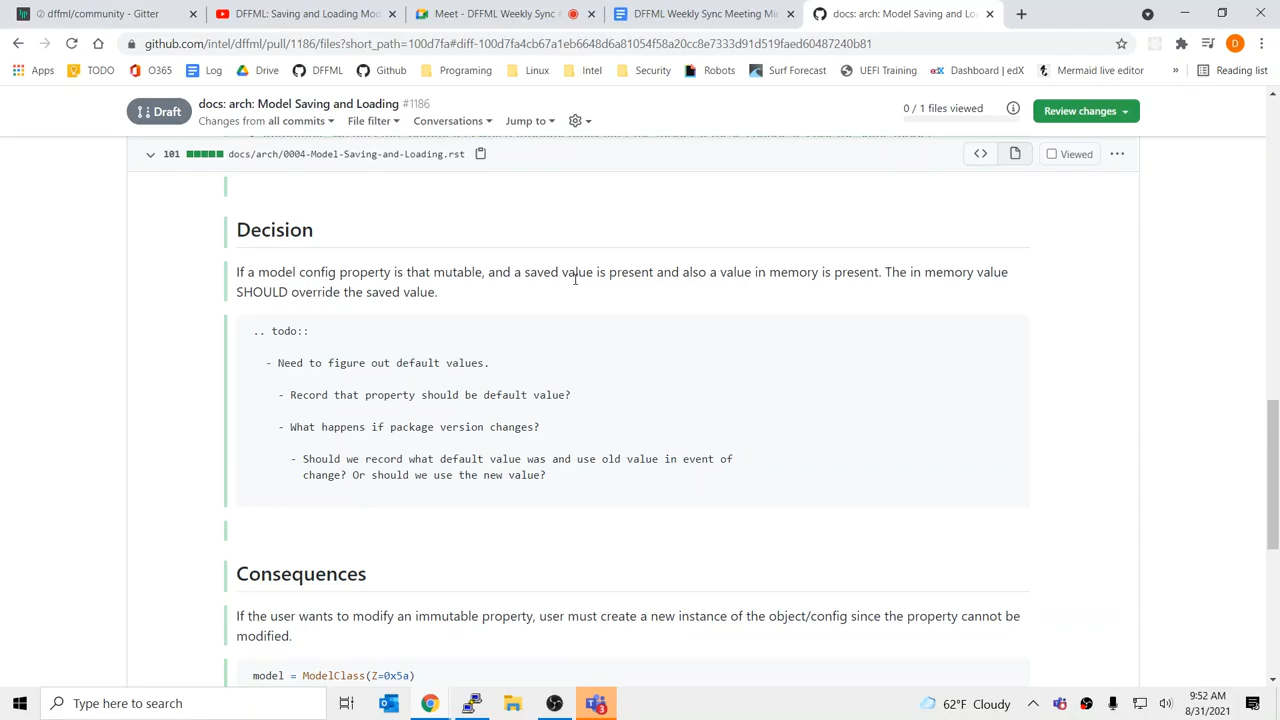 dffml/community - Gitter
DFFML: Saving and Loading Mo
Meet - DFFML Weekly Sync
DFFML Weekly Sync Meeting Mi
docs: arch: Model Saving and Lo
github.com/intel/dffml/pull/1186/files?short_path=100d7fa#diff-100d7fa4cb67a1eb6648d6a81054f58a20cc8e7333d91d519faed60487240b81
D
Apps TODO O365 Log Drive DFFML Github Programing Linux Intel Security Robots Surf Forecast UEFI Training edX Dashboard | edX Mermaid live editor » Reading list
Draft
docs: arch: Model Saving and Loading #1186
Changes from all commits File filter Conversations Jump to
0 / 1 files viewed
Review changes
101 docs/arch/0004-Model-Saving-and-Loading.rst
Viewed
Decision
If a model config property is that mutable, and a saved value is present and also a value in memory is present. The in memory value
SHOULD override the saved value.
.. todo::
- Need to figure out default values.
- Record that property should be default value?
- What happens if package version changes?
- Should we record what default value was and use old value in event of
change? Or should we use the new value?
Consequences
If the user wants to modify an immutable property, user must create a new instance of the object/config since the property cannot be
modified.
model = ModelClass(Z=0x5a)
Type here to search
3
62°F Cloudy
9:52 AM
8/31/2021